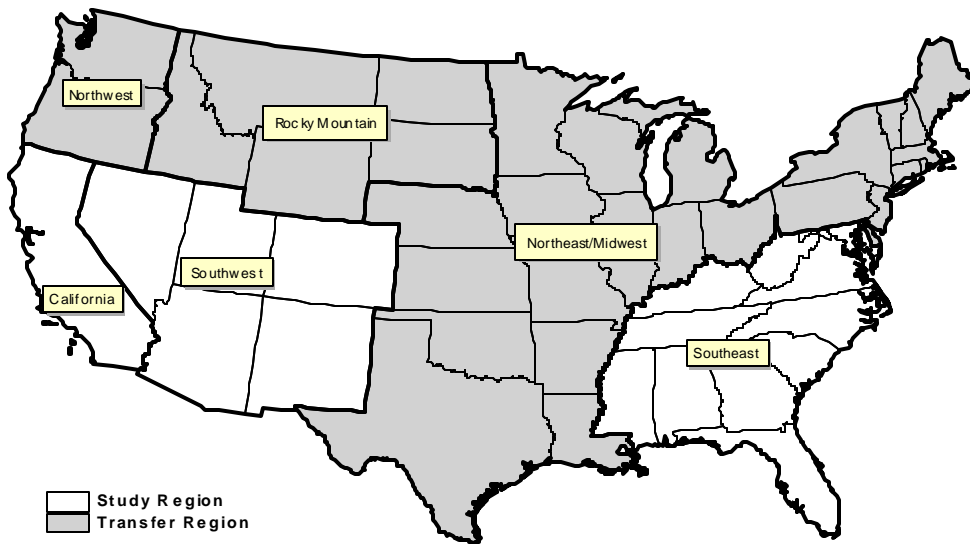 Northwest
Rocky Mountain
Northeast/Midwest
Southwest
California
Southeast
Study Region
Transfer Region